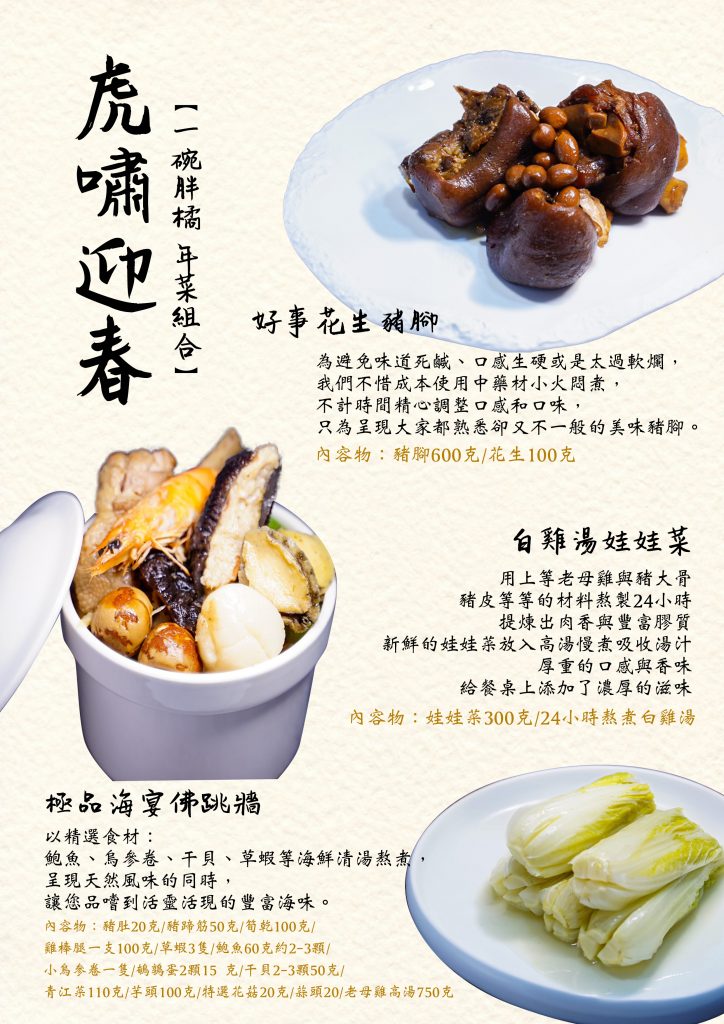 虎嘯迎春
【一碗胖橘 年菜組合】
好事花生豬腳
為避免味道死鹹、口感生硬或是太過軟爛，
我們不惜成本使用中藥材小火悶煮，
不計時間精心調整口感和口味，
只為呈現大家都熟悉卻又不一般的美味豬腳。
內容物：豬腳600克/花生100克
白雞湯娃娃菜
用上等老母雞與豬大骨
豬皮等等的材料熬製24小時
提煉出肉香與豐富膠質
新鮮的娃娃菜放入高湯慢煮吸收湯汁
厚重的口感與香味
給餐桌上添加了濃厚的滋味
內容物：娃娃菜300克/24小時熬煮白雞湯
極品海宴佛跳牆
以精選食材：
鮑魚、烏參卷、干貝、草蝦等海鮮清湯熬煮，
呈現天然風味的同時，
讓您品嚐到活靈活現的豐富海味。
內容物：豬肚20克/豬蹄筋50克/筍乾100克/
雞棒腿一支100克/草蝦3隻/鮑魚60克約2-3顆/
小烏參卷一隻/鵪鶉蛋2顆15 克/干貝2-3顆50克/
青江菜110克/芋頭100克/特選花菇20克/蒜頭20/老母雞高湯750克